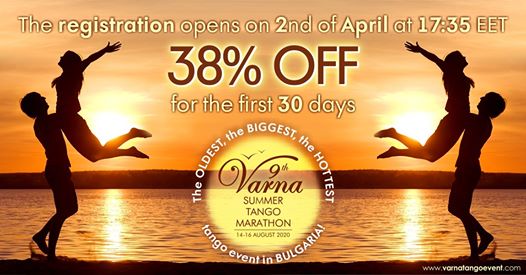 The registration opens on 2nd of April at 17:35 EET
38% OFF
for the first 30 days
The OLDEST, the BIGGEST, the HOTTEST
9th
Varna
SUMMER
TANGO
MARATHON
14-16 AUGUST 2020
tango event in BULGARIA!
www.varnatangoevent.com